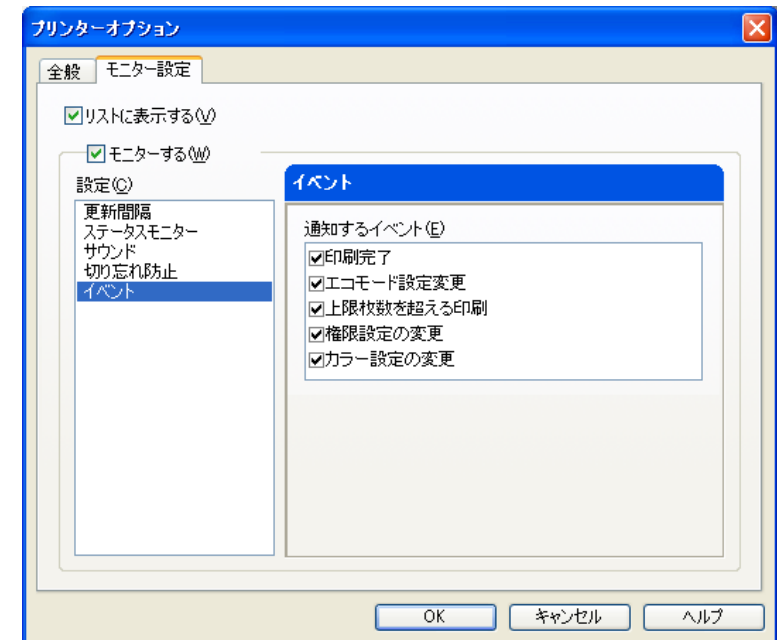 プリンターオプション
全般
モニター設定
リストに表示する(V)
モニターする(W)
設定(C)
更新間隔
ステータスモニター
サウンド
切り忘れ防止
イベント
イベント
通知するイベント(E)
印刷完了
エコモード設定変更
上限枚数を超える印刷
権限設定の変更
カラー設定の変更
OK
キャンセル
ヘルプ